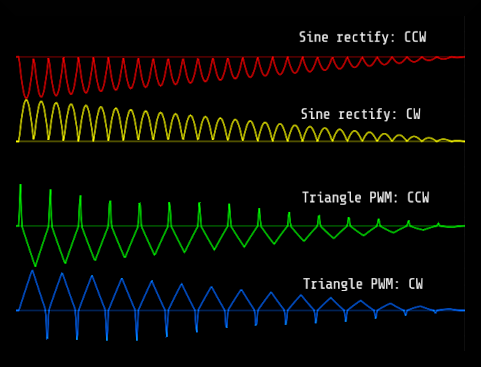 Sine rectify: CCW
Sine rectify: CW
Triangle PWM: CCW
Triangle PWM: CW